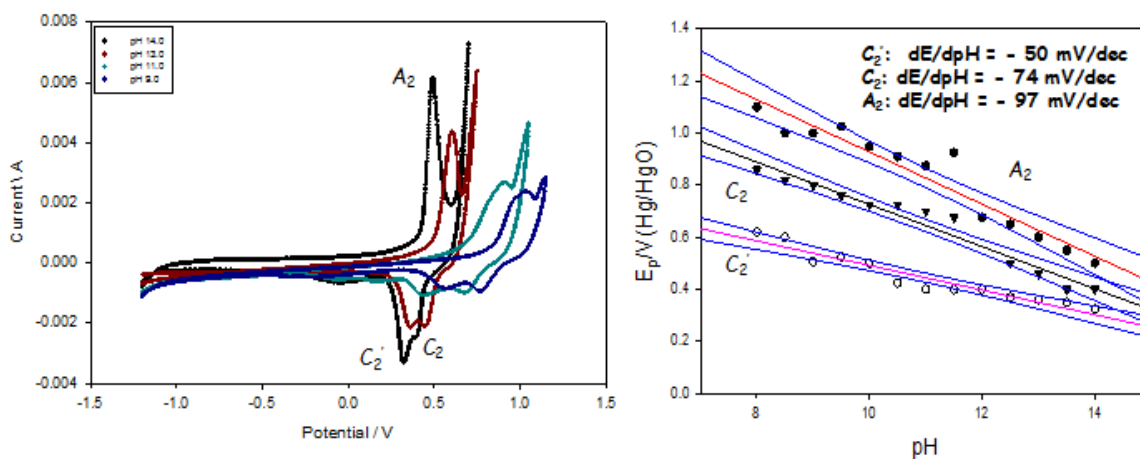 0.008
0.006
0.004
0.002
0.000
-0.002
-0.004
Current \ A
pH 14.0
pH 13.0
pH 11.0
pH 9.0
A2
C2'
C2
-1.5
-1.0
-0.5
0.0
0.5
1.0
1.5
Potential / V
1.4
1.2
1.0
0.8
0.6
0.4
0.2
0.0
Ep/V (Hg/HgO)
C2': dE/dpH = - 50 mV/dec
C2: dE/dpH = - 74 mV/dec
A2: dE/dpH = - 97 mV/dec
A2
C2
C2'
8
10
12
14
pH